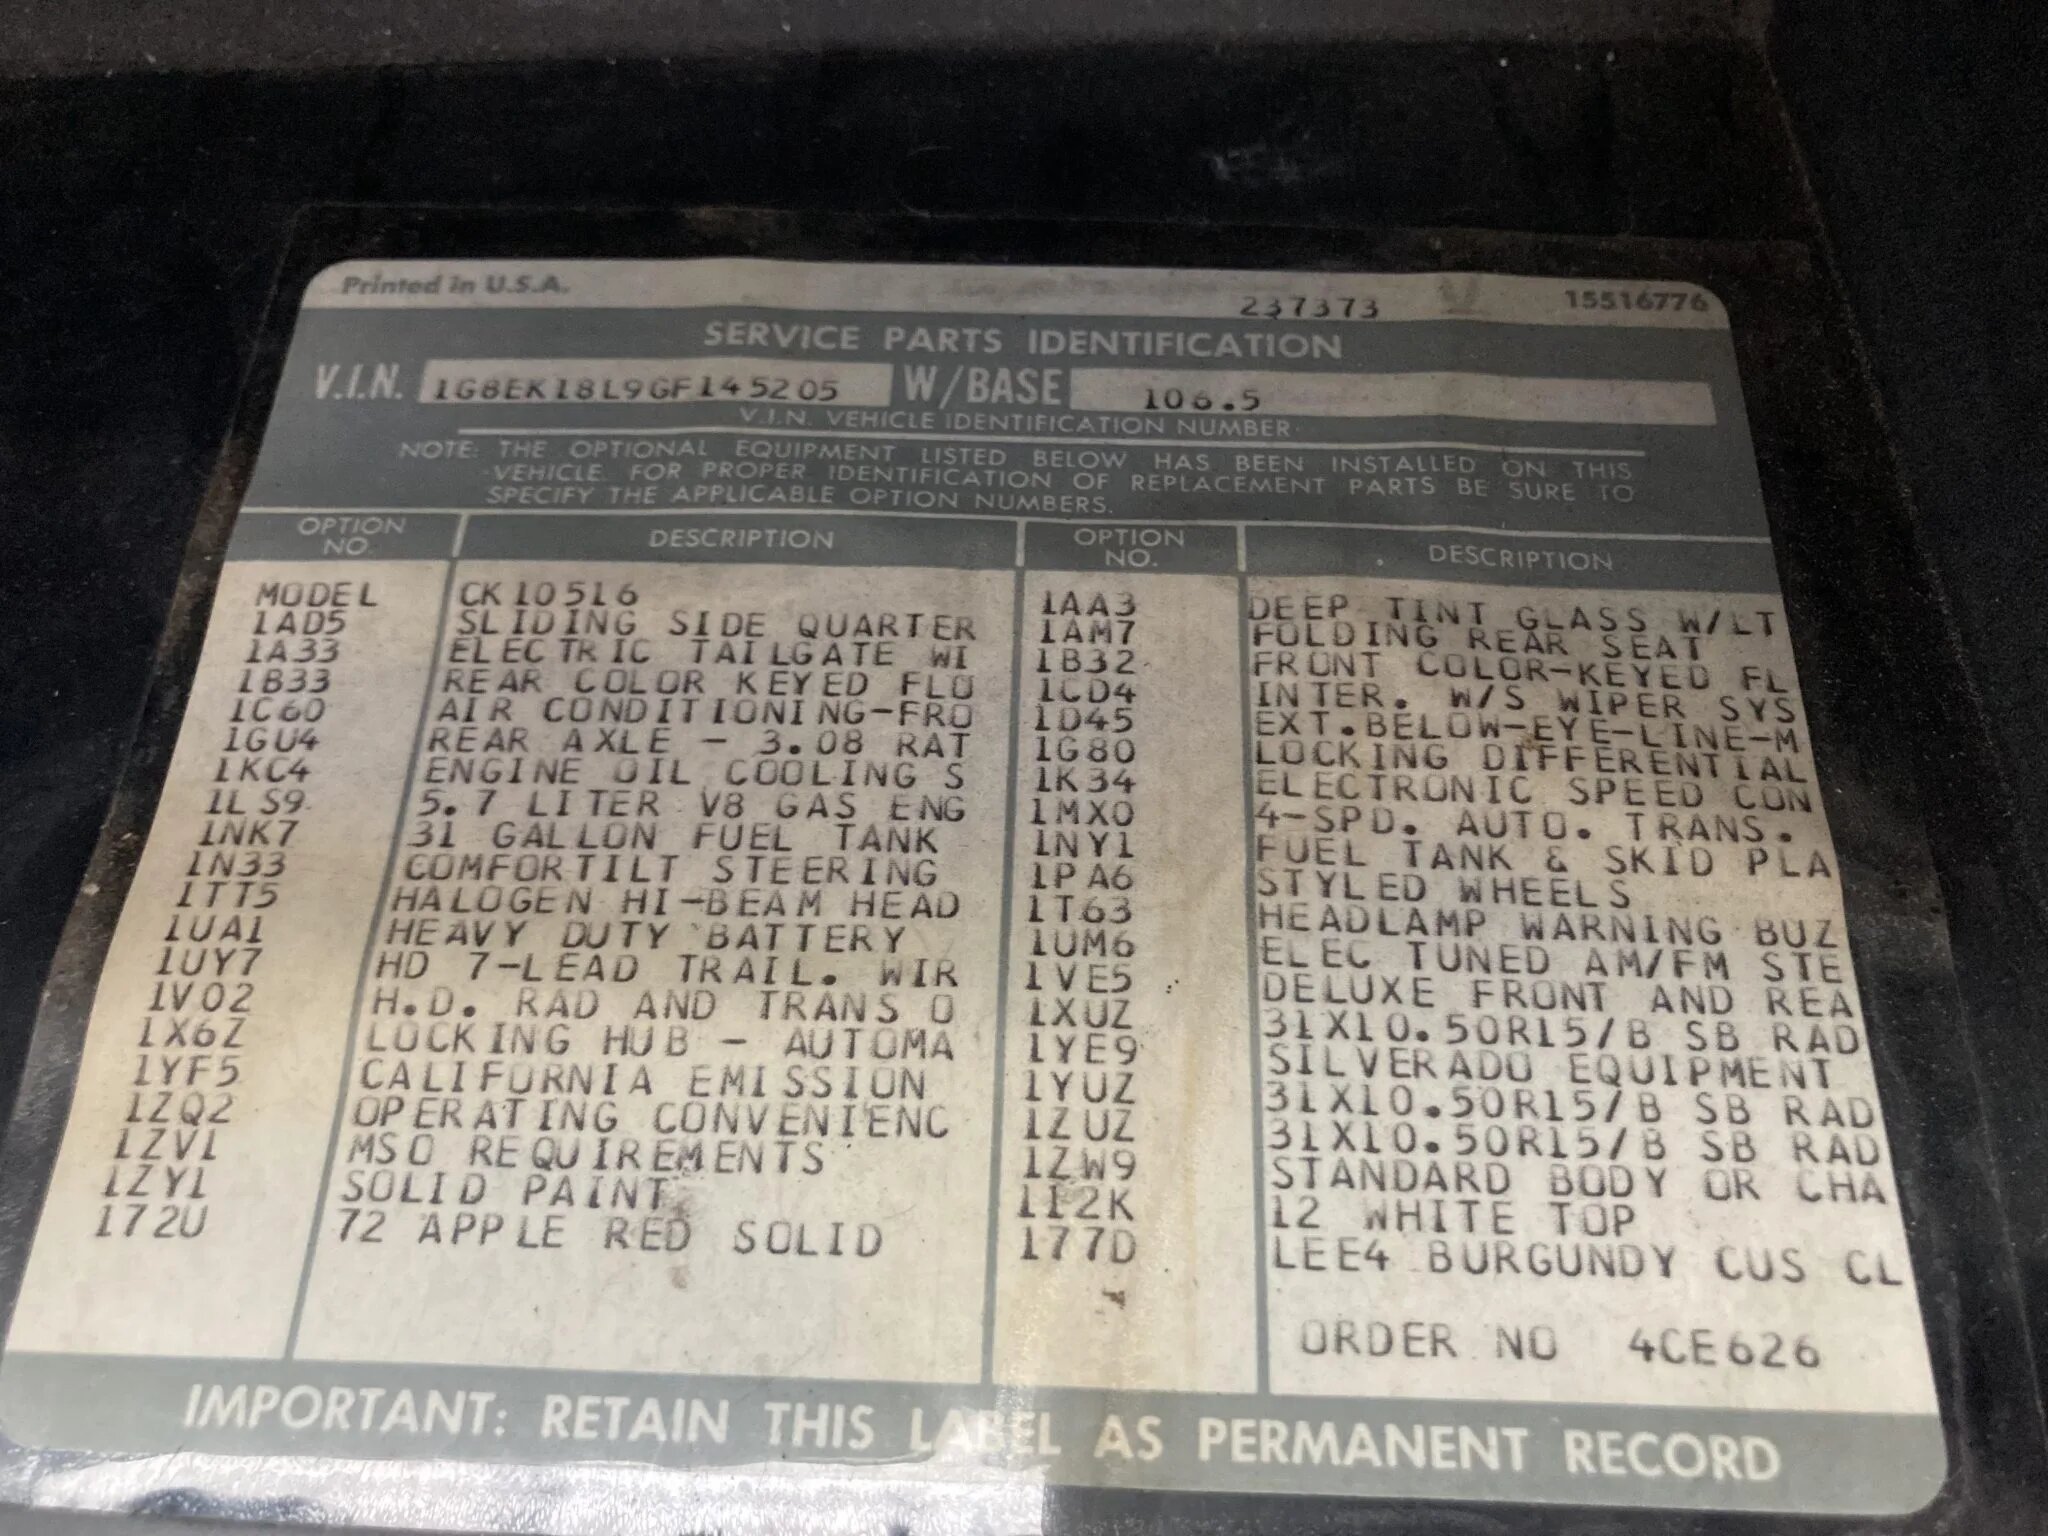 Printed in U.S.A.
237373
15516776
SERVICE PARTS IDENTIFICATION
V.I.N. 1G8EK18L9GF145205 W/BASE 106.5
V.I.N. VEHICLE IDENTIFICATION NUMBER
NOTE: THE OPTIONAL EQUIPMENT LISTED BELOW HAS BEEN INSTALLED ON THIS
VEHICLE. FOR PROPER IDENTIFICATION OF REPLACEMENT PARTS BE SURE TO
SPECIFY THE APPLICABLE OPTION NUMBERS.
OPTION NO. DESCRIPTION
MODEL CK10516
1AD5 SLIDING SIDE QUARTER
1A33 ELECTRIC TAILGATE WI
1B33 REAR COLOR KEYED FLO
1C60 AIR CONDITIONING-FRO
1GU4 REAR AXLE - 3.08 RAT
1KC4 ENGINE OIL COOLING S
1LS9 5.7 LITER V8 GAS ENG
1NK7 31 GALLON FUEL TANK
1N33 COMFORTILT STEERING
1TT5 HALOGEN HI-BEAM HEAD
1UA1 HEAVY DUTY BATTERY
1UY7 HD 7-LEAD TRAIL. WIR
1V02 H.D. RAD AND TRANS O
1X6Z LOCKING HUB - AUTOMA
1YF5 CALIFORNIA EMISSION
1ZQ2 OPERATING CONVENIENC
1ZV1 MSO REQUIREMENTS
1ZY1 SOLID PAINT
172U 72 APPLE RED SOLID
OPTION NO. DESCRIPTION
1AA3 DEEP TINT GLASS W/LT
1AM7 FOLDING REAR SEAT
1B32 FRONT COLOR-KEYED FL
1CD4 INTER. W/S WIPER SYS
1D45 EXT.BELOW-EYE-LINE-M
1G80 LOCKING DIFFERENTIAL
1K34 ELECTRONIC SPEED CON
1MX0 4-SPD. AUTO. TRANS.
1NY1 FUEL TANK & SKID PLA
1PA6 STYLED WHEELS
1T63 HEADLAMP WARNING BUZ
1UM6 ELEC TUNED AM/FM STE
1VE5 DELUXE FRONT AND REA
1XUZ 31X10.50R15/B SB RAD
1YE9 SILVERADO EQUIPMENT
1YUZ 31X10.50R15/B SB RAD
1ZUZ 31X10.50R15/B SB RAD
1ZW9 STANDARD BODY OR CHA
112K 12 WHITE TOP
177D LEE4 BURGUNDY CUS CL
ORDER NO 4CE626
IMPORTANT: RETAIN THIS LABEL AS PERMANENT RECORD